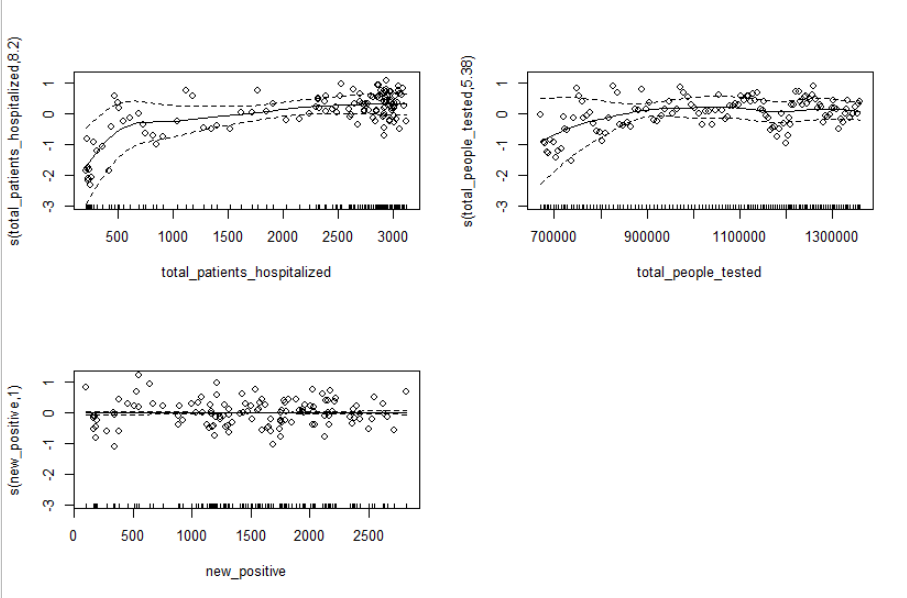 s(total_patients_hospitalized,8.2)
1
0
-1
-2
-3
500 1000 1500 2000 2500 3000
total_patients_hospitalized
s(total_people_tested,5.38)
1
0
-1
-2
-3
700000 900000 1100000 1300000
total_people_tested
s(new_positive,1)
1
0
-1
-2
-3
0 500 1000 1500 2000 2500
new_positive